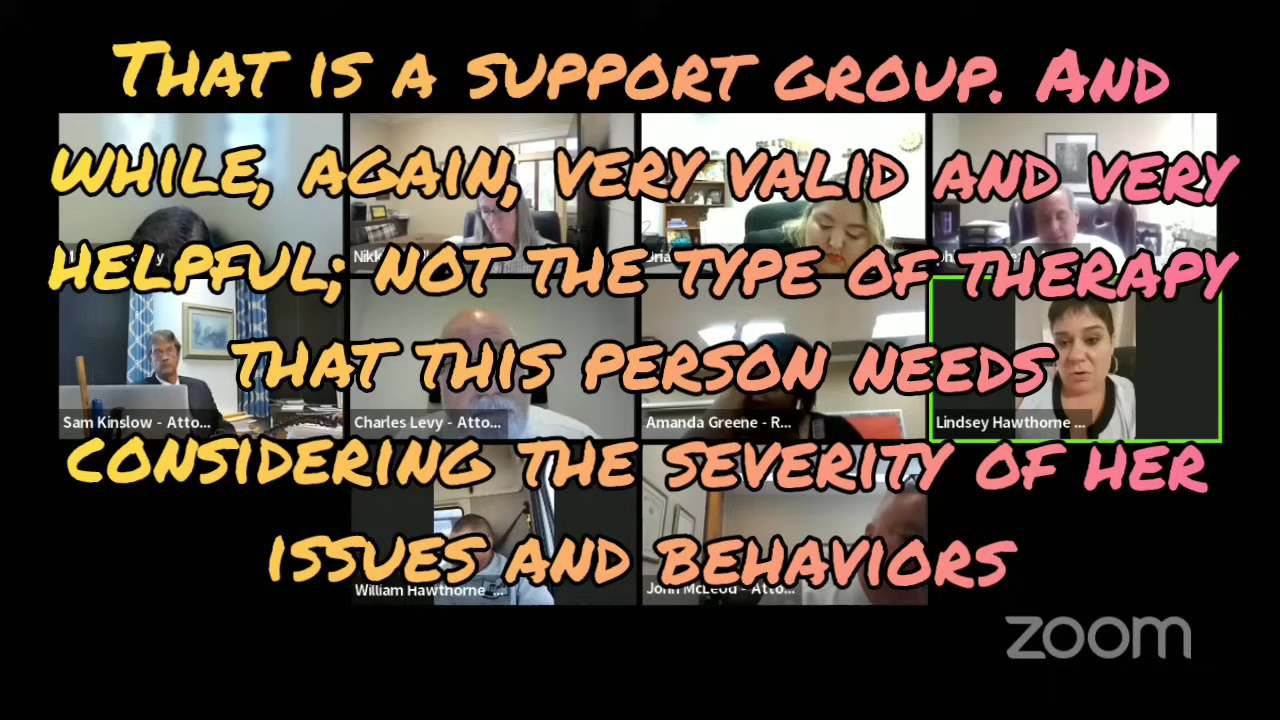 THAT IS A SUPPORT GROUP. AND
WHILE, AGAIN, VERY VALID AND VERY
HELPFUL; NOT THE TYPE OF THERAPY
THAT THIS PERSON NEEDS
Sam Kinslow - Atto...
Charles Levy - Atto...
Amanda Greene - R...
Lindsey Hawthorne ...
CONSIDERING THE SEVERITY OF HER
ISSUES AND BEHAVIORS
William Hawthorne ...
John McLeod - Atto...
zoom